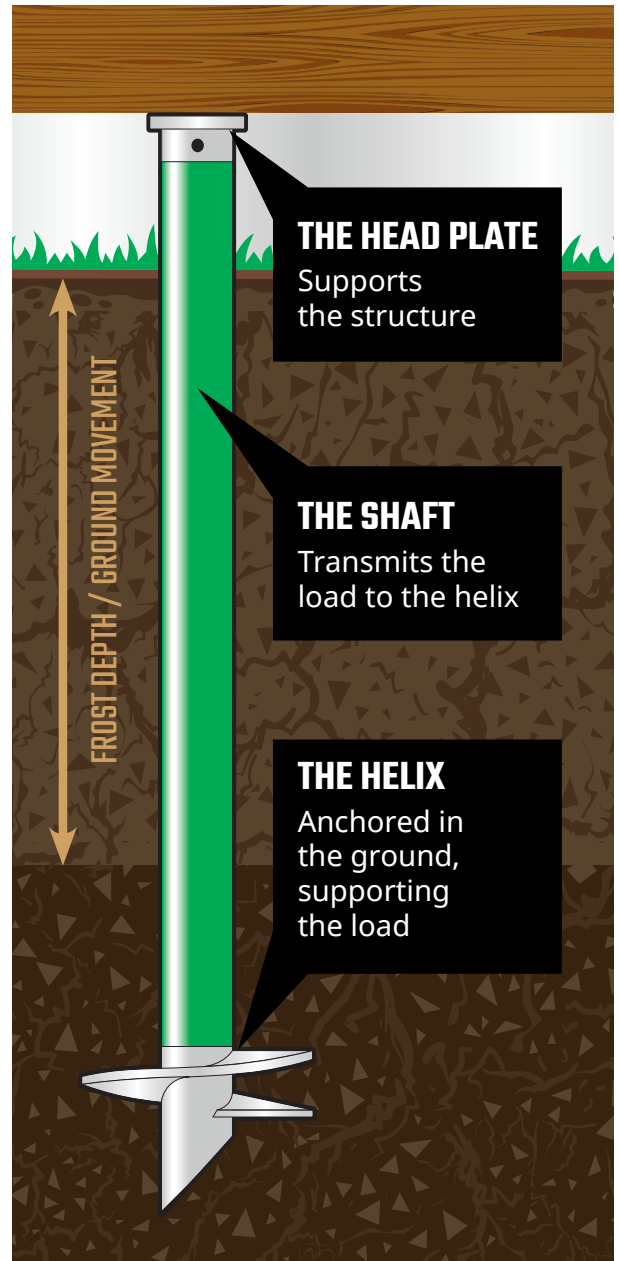 THE HEAD PLATE
Supports
the structure
FROST DEPTH / GROUND MOVEMENT
THE SHAFT
Transmits the
load to the helix
THE HELIX
Anchored in
the ground,
supporting
the load